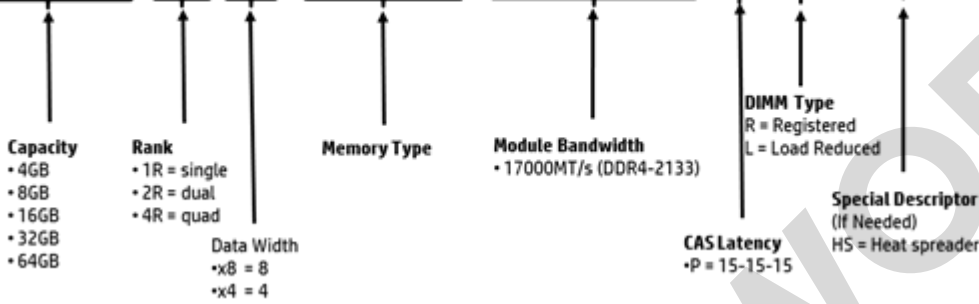 Capacity
• 4GB
• 8GB
• 16GB
• 32GB
• 64GB
Rank
• 1R = single
• 2R = dual
• 4R = quad
Data Width
•x8 = 8
•x4 = 4
Memory Type
Module Bandwidth
• 17000MT/s (DDR4-2133)
CAS Latency
•P = 15-15-15
DIMM Type
R = Registered
L = Load Reduced
Special Descriptor
(If Needed)
HS = Heat spreader